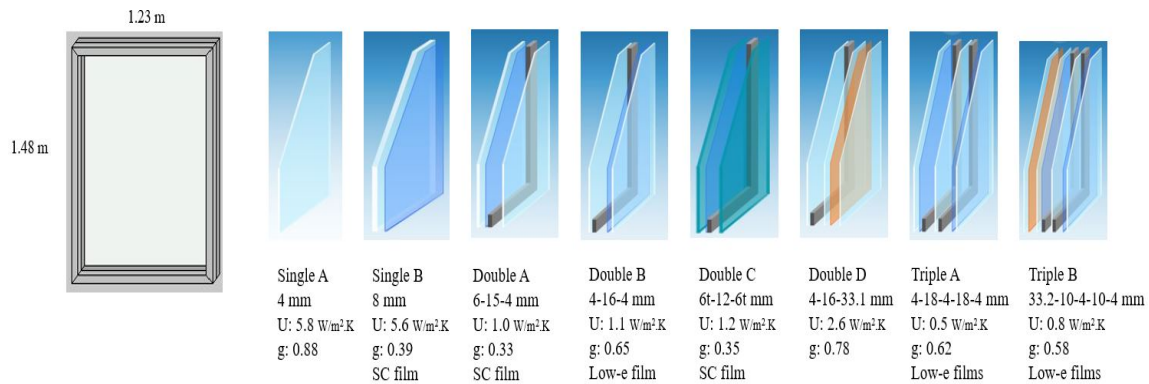 1.23 m
1.48 m
Single A
4 mm
U: 5.8 W/m².K
g: 0.88
Single B
8 mm
U: 5.6 W/m².K
g: 0.39
SC film
Double A
6-15-4 mm
U: 1.0 W/m².K
g: 0.33
SC film
Double B
4-16-4 mm
U: 1.1 W/m².K
g: 0.65
Low-e film
Double C
6t-12-6t mm
U: 1.2 W/m².K
g: 0.35
SC film
Double D
4-16-33.1 mm
U: 2.6 W/m².K
g: 0.78
Triple A
4-18-4-18-4 mm
U: 0.5 W/m².K
g: 0.62
Low-e films
Triple B
33.2-10-4-10-4 mm
U: 0.8 W/m².K
g: 0.58
Low-e films